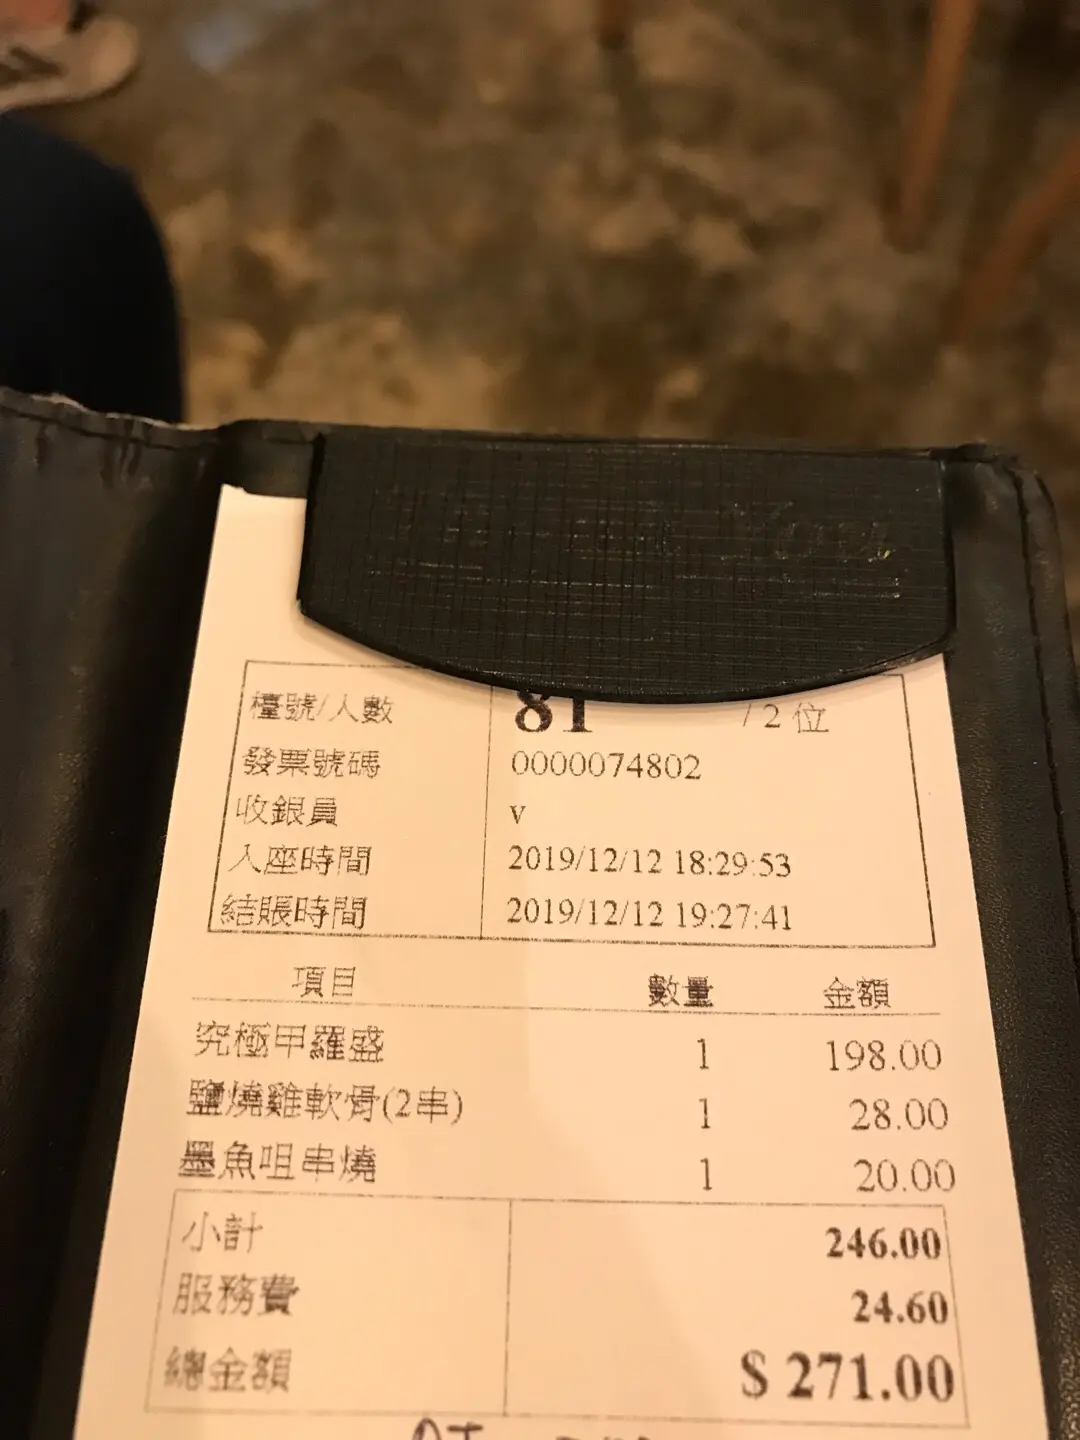 檯號/人數 81 / 2 位
發票號碼 0000074802
收銀員 v
入座時間 2019/12/12 18:29:53
結賬時間 2019/12/12 19:27:41
項目 數量 金額
究極甲羅盛 1 198.00
鹽燒雞軟骨(2串) 1 28.00
墨魚咀串燒 1 20.00
小計 246.00
服務費 24.60
總金額 $ 271.00